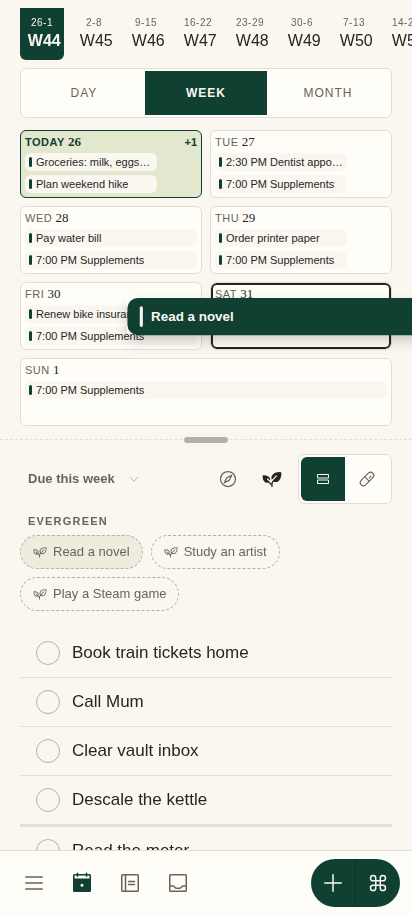 26-1 2-8 9-15 16-22 23-29 30-6 7-13
W44 W45 W46 W47 W48 W49 W50
DAY WEEK MONTH
TODAY 26 +1
Groceries: milk, eggs…
Plan weekend hike
TUE 27
2:30 PM Dentist appo…
7:00 PM Supplements
WED 28
Pay water bill
7:00 PM Supplements
THU 29
Order printer paper
7:00 PM Supplements
FRI 30
Renew bike
7:00 PM Supplements
SAT 31
Read a novel
SUN 1
7:00 PM Supplements
Due this week
EVERGREEN
Read a novel
Study an artist
Play a Steam game
Book train tickets home
Call Mum
Clear vault inbox
Descale the kettle
Read the meter